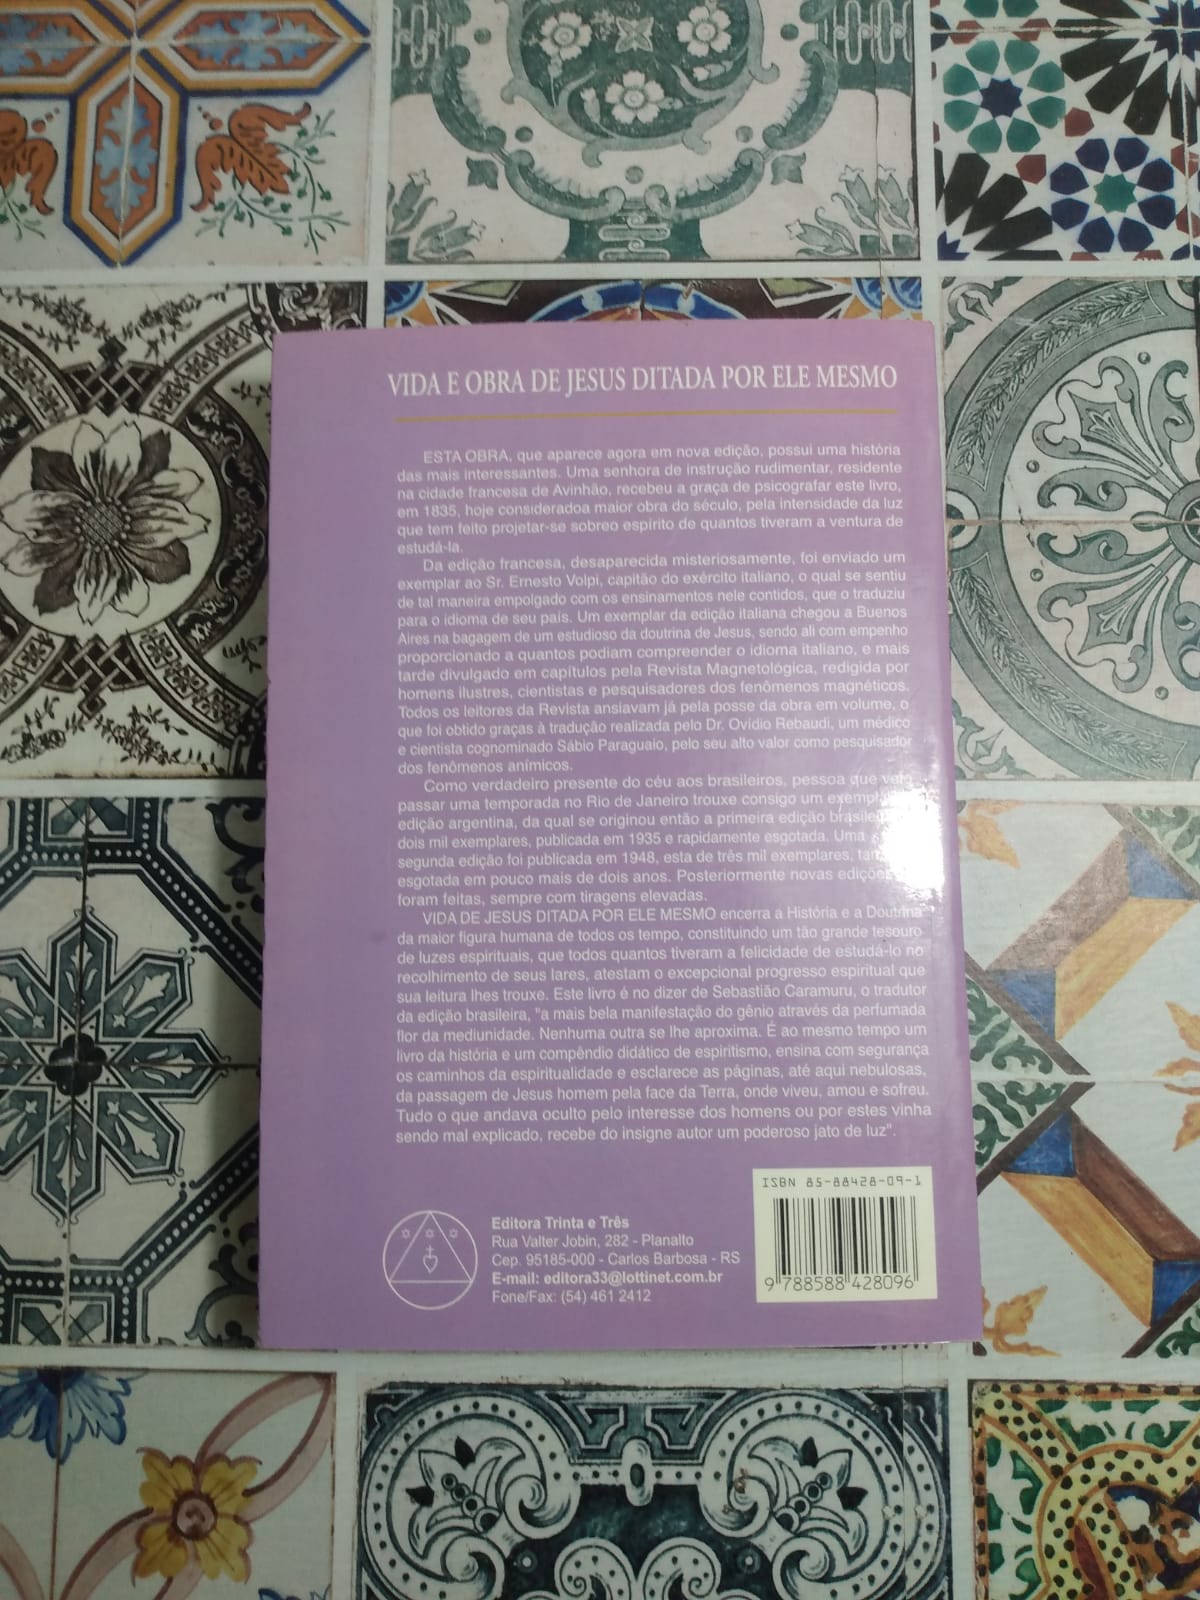 VIDA E OBRA DE JESUS DITADA POR ELE MESMO
ESTA OBRA, que aparece agora em nova edição, possui uma história
das mais interessantes. Uma senhora de instrução rudimentar, residente
na cidade francesa de Avinhão, recebeu a graça de psicografar este livro,
em 1835, hoje consideradoa maior obra do século, pela intensidade da luz
que tem feito projetar-se sobreo espírito de quantos tiveram a ventura de
estudá-la.
Da edição francesa, desaparecida misteriosamente, foi enviado um
exemplar ao Sr. Ernesto Volpi, capitão do exército italiano, o qual se sentiu
de tal maneira empolgado com os ensinamentos nele contidos, que o traduziu
para o idioma de seu país. Um exemplar da edição italiana chegou a Buenos
Aires na bagagem de um estudioso da doutrina de Jesus, sendo ali com empenho
proporcionado a quantos podiam compreender o idioma italiano, e mais
tarde divulgado em capítulos pela Revista Magnetológica, redigida por
homens ilustres, cientistas e pesquisadores dos fenômenos magnéticos.
Todos os leitores da Revista ansiavam já pela posse da obra em volume, o
que foi obtido graças à tradução realizada pelo Dr. Ovídio Rebaudi, um médico
e cientista cognominado Sábio Paraguaio, pelo seu alto valor como pesquisador
dos fenômenos anímicos.
Como verdadeiro presente do céu aos brasileiros, pessoa que veio
passar uma temporada no Rio de Janeiro trouxe consigo um
edição argentina, da qual se originou então a primeira edição
dois mil exemplares, publicada em 1935 e rapidamente esgotada. Uma
segunda edição foi publicada em 1948, esta de três mil exemplares,
esgotada em pouco mais de dois anos. Posteriormente novas
foram feitas, sempre com tiragens elevadas.
VIDA DE JESUS DITADA POR ELE MESMO encerra a História e a Doutrina
da maior figura humana de todos os tempo, constituindo um tão grande tesouro
de luzes espirituais, que todos quantos tiveram a felicidade de estudá-lo no
recolhimento de seus lares, atestam o excepcional progresso espiritual que
sua leitura lhes trouxe. Este livro é no dizer de Sebastião Caramuru, o tradutor
da edição brasileira, "a mais bela manifestação do gênio através da perfumada
flor da mediunidade. Nenhuma outra se lhe aproxima. É ao mesmo tempo um
livro da história e um compêndio didático de espiritismo, ensina com segurança
os caminhos da espiritualidade e esclarece as páginas, até aqui nebulosas,
da passagem de Jesus homem pela face da Terra, onde viveu, amou e sofreu.
Tudo o que andava oculto pelo interesse dos homens ou por estes vinha
sendo mal explicado, recebe do insigne autor um poderoso jato de luz".
ISBN 85-88428-09-1
9 788588 428096
Editora Trinta e Três
Rua Valter Jobin, 282 - Planalto
Cep. 95185-000 - Carlos Barbosa - RS
E-mail: editora33@lottinet.com.br
Fone/Fax: (54) 461 2412